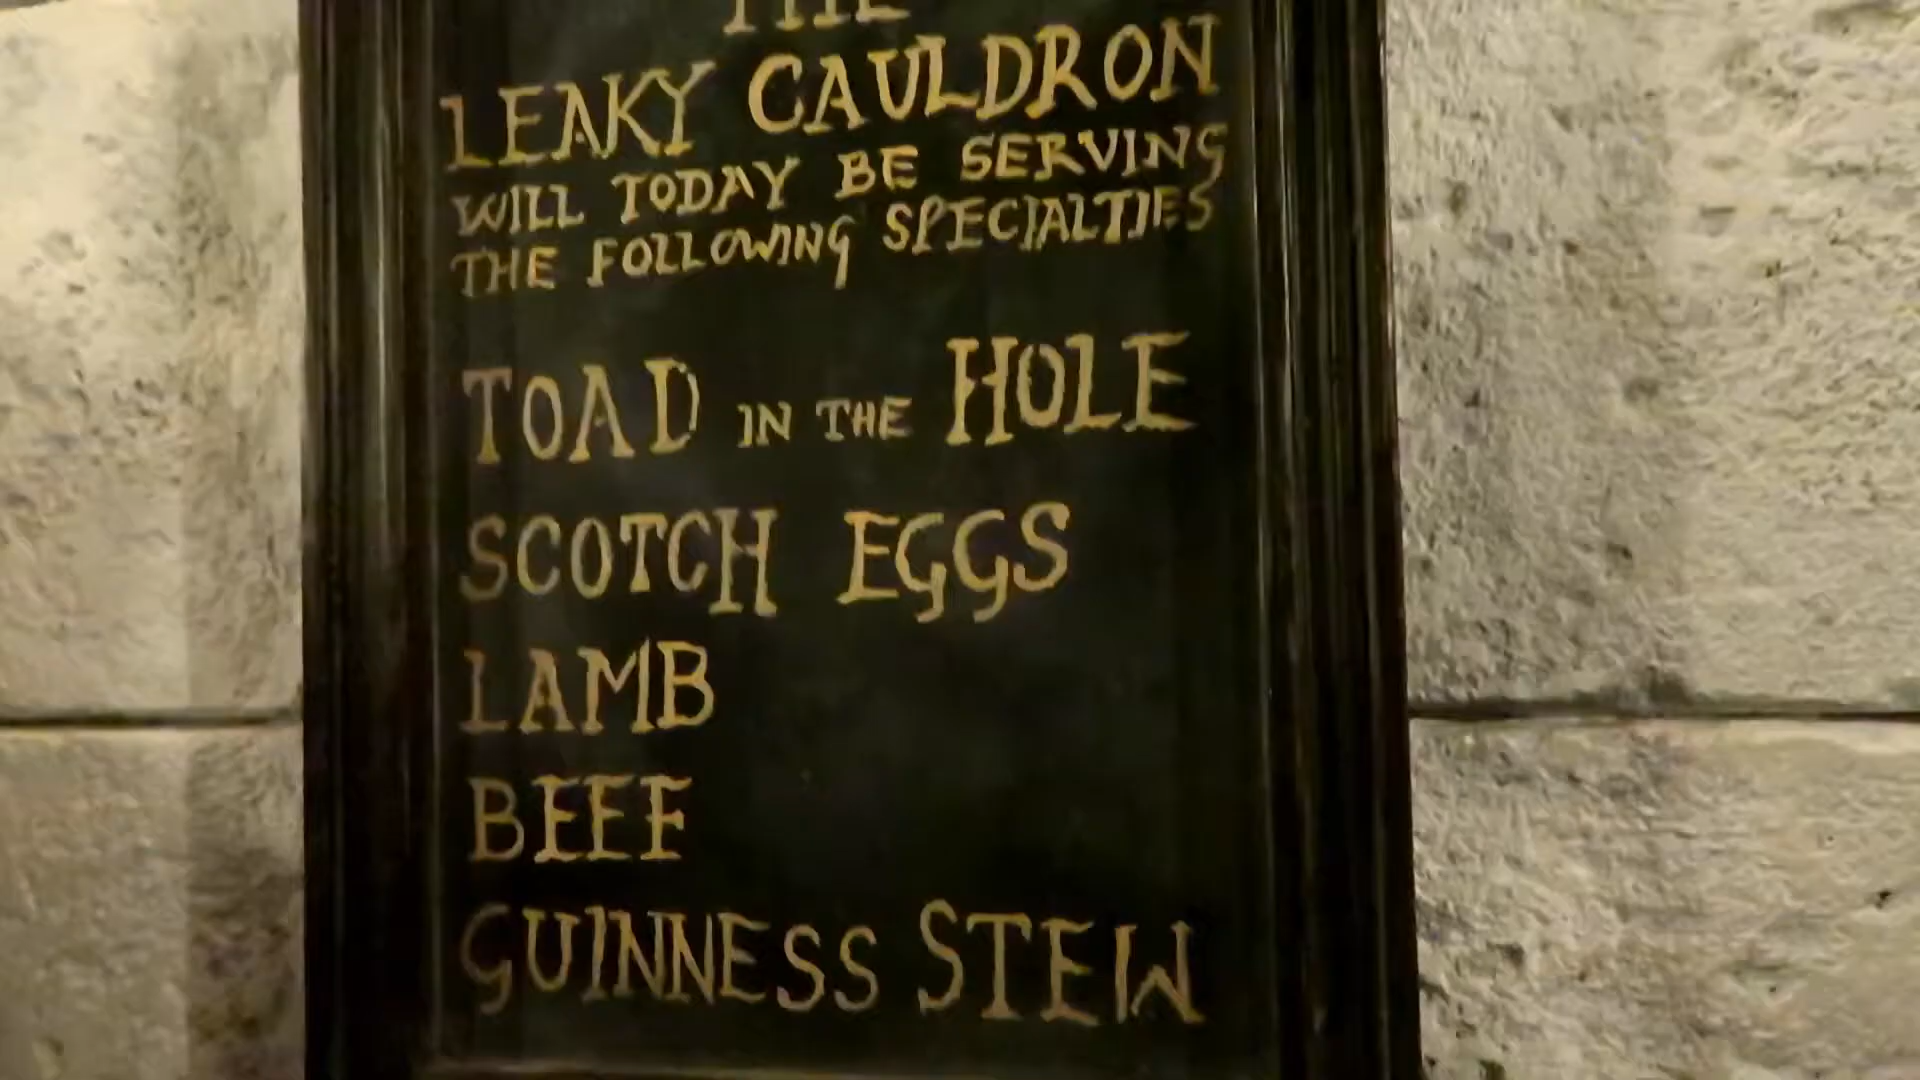 THE
LEAKY CAULDRON
WILL TODAY BE SERVING
THE FOLLOWING SPECIALTIES
TOAD IN THE HOLE
SCOTCH EGGS
LAMB
BEEF
GUINNESS STEW